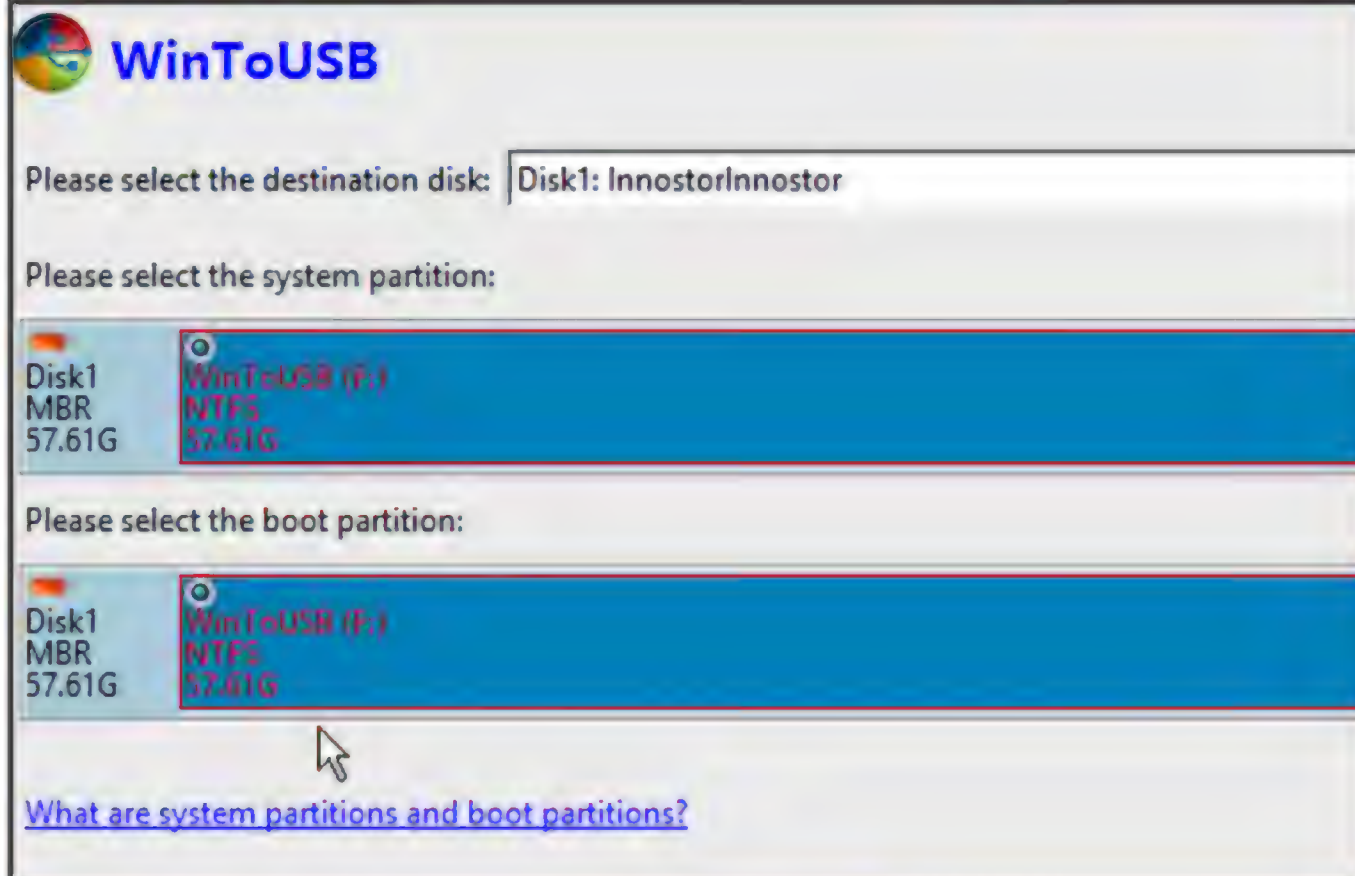 WinToUSB
Please select the destination disk: Disk1: InnostorInnostor
Please select the system partition:
Disk1
MBR
57.61G
WinToUSB (F:)
NTFS
57.61G
Please select the boot partition:
Disk1
MBR
57.61G
WinToUSB (F:)
NTFS
57.61G
What are system partitions and boot partitions?